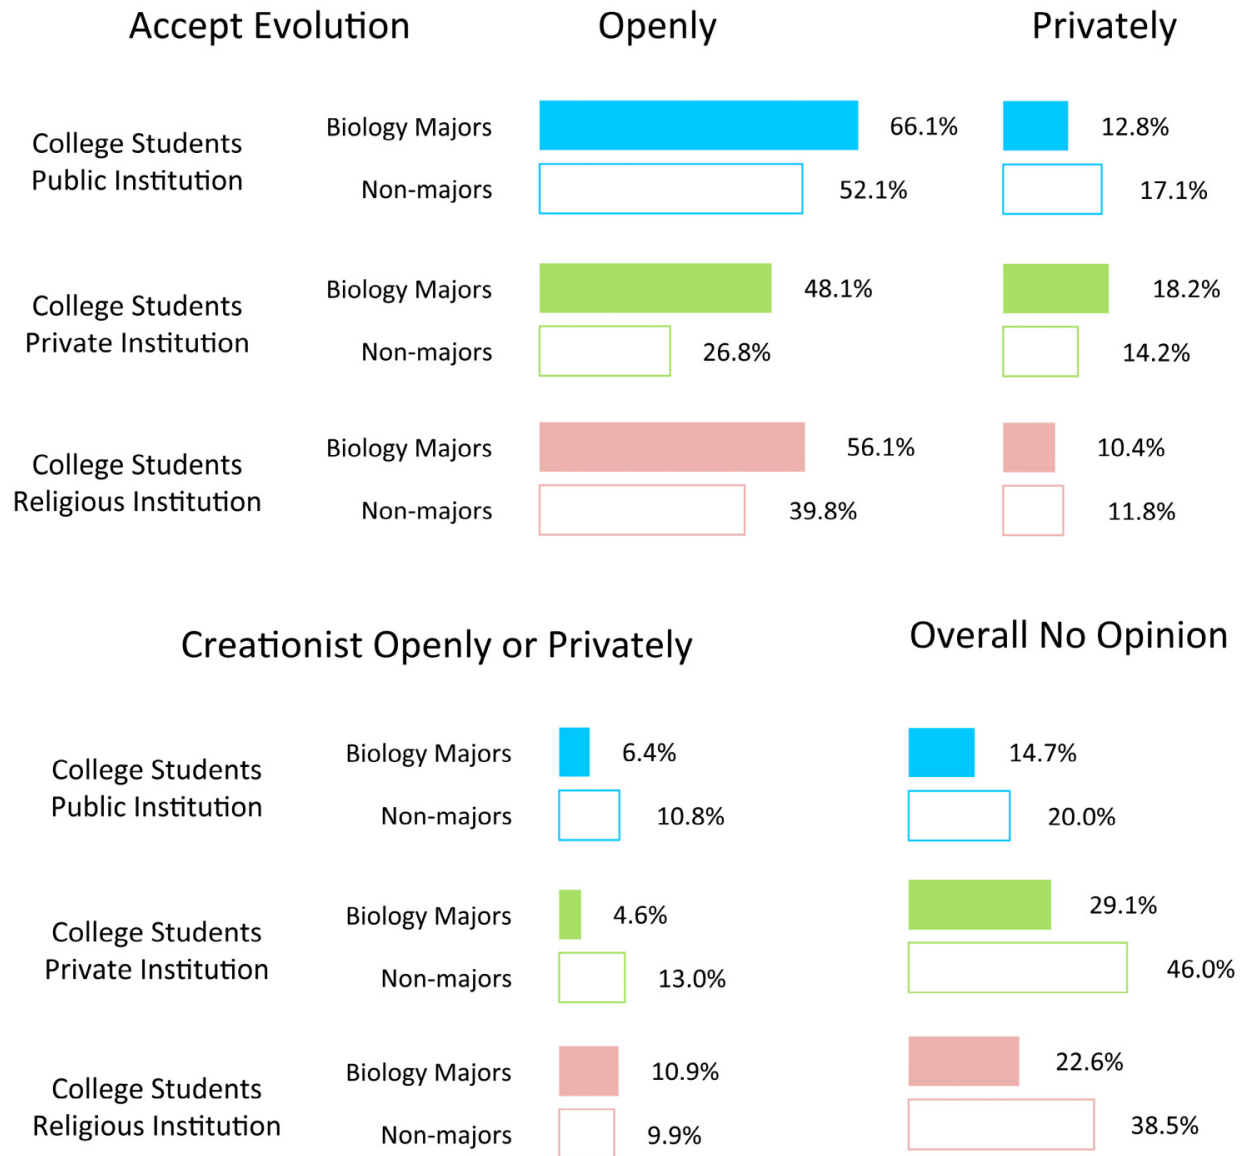 Accept Evolution Openly Privately
College Students
Public Institution
Biology Majors 66.1% 12.8%
Non-majors 52.1% 17.1%
College Students
Private Institution
Biology Majors 48.1% 18.2%
Non-majors 26.8% 14.2%
College Students
Religious Institution
Biology Majors 56.1% 10.4%
Non-majors 39.8% 11.8%
Creationist Openly or Privately Overall No Opinion
College Students
Public Institution
Biology Majors 6.4% 14.7%
Non-majors 10.8% 20.0%
College Students
Private Institution
Biology Majors 4.6% 29.1%
Non-majors 13.0% 46.0%
College Students
Religious Institution
Biology Majors 10.9% 22.6%
Non-majors 9.9% 38.5%